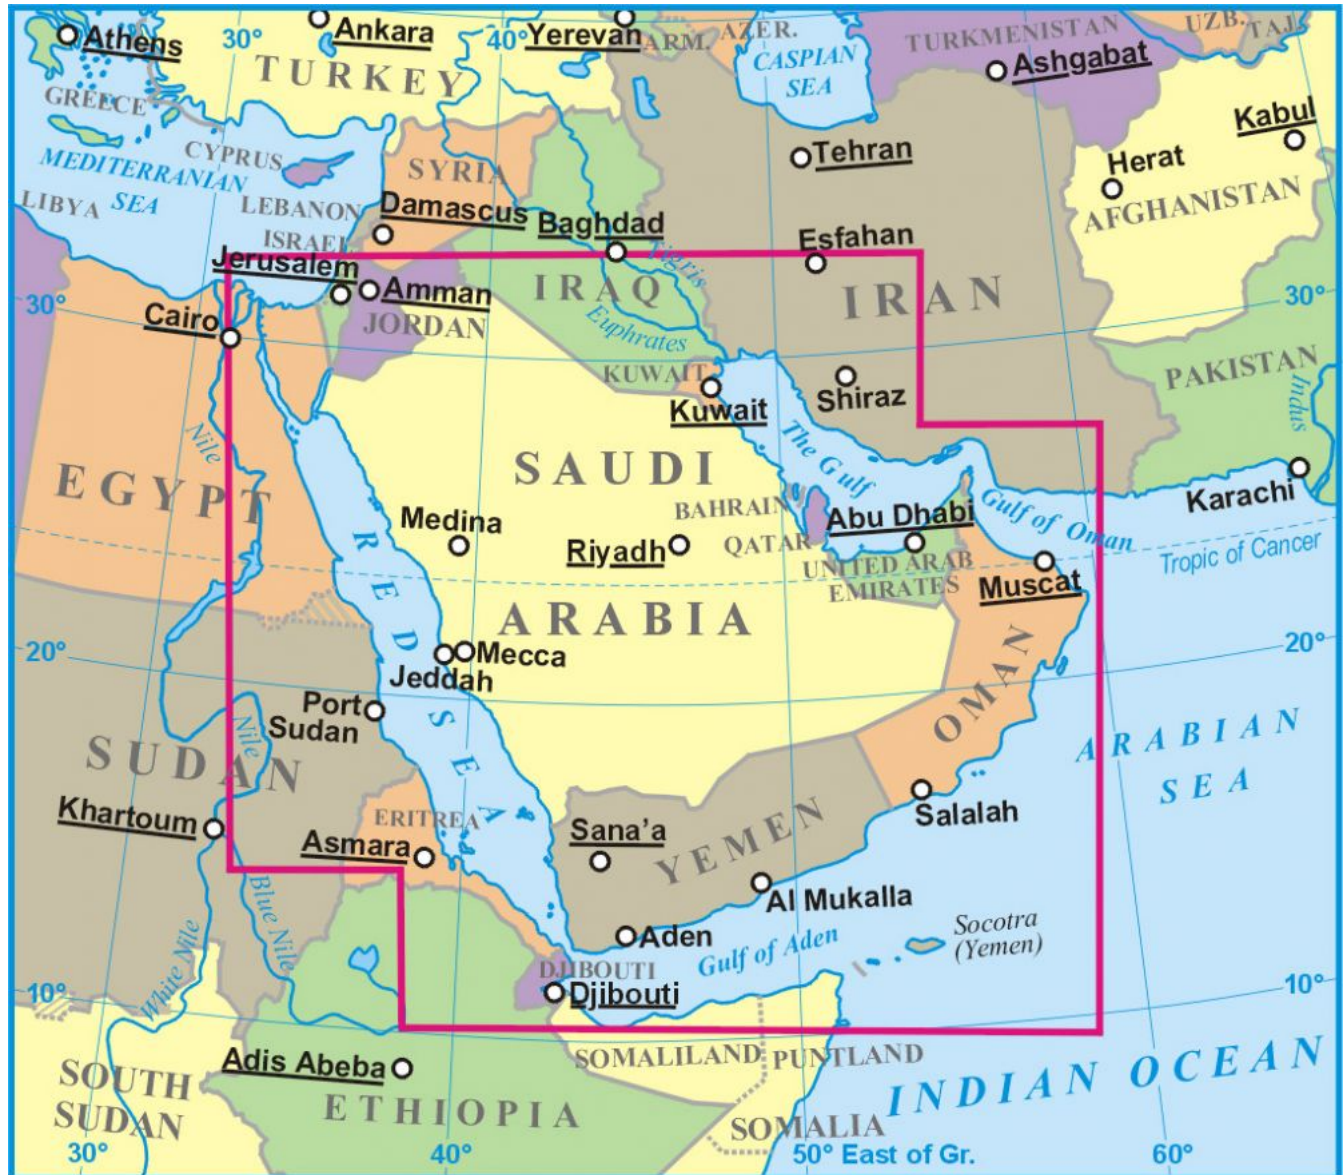 Athens
30°
Ankara
40°
Yerevan
ARM.
AZER.
CASPIAN
SEA
TURKMENISTAN
UZB.
TAJ.
Ashgabat
TURKEY
GREECE
CYPRUS
MEDITERRANIAN
SEA
LIBYA
SYRIA
LEBANON
Damascus
ISRAEL
Jerusalem
Amman
JORDAN
Baghdad
Tigris
IRAQ
Euphrates
Tehran
Esfahan
IRAN
Herat
Kabul
AFGHANISTAN
30°
Cairo
30°
KUWAIT
Kuwait
Shiraz
PAKISTAN
Indus
Karachi
Nile
EGYPT
SAUDI
The Gulf
Medina
Riyadh
BAHRAIN
QATAR
Abu Dhabi
UNITED ARAB
EMIRATES
Gulf of Oman
Muscat
Tropic of Cancer
RED SEA
ARABIA
20°
Mecca
Jeddah
20°
Port
Sudan
Nile
SUDAN
OMAN
ARABIAN
SEA
Khartoum
ERITREA
Asmara
Sana’a
YEMEN
Salalah
Al Mukalla
Aden
Gulf of Aden
Socotra
(Yemen)
White Nile
Blue Nile
10°
DJIBOUTI
Djibouti
10°
Adis Abeba
SOMALILAND
PUNTLAND
SOUTH
SUDAN
ETHIOPIA
SOMALIA
INDIAN OCEAN
30°
40°
50° East of Gr.
60°